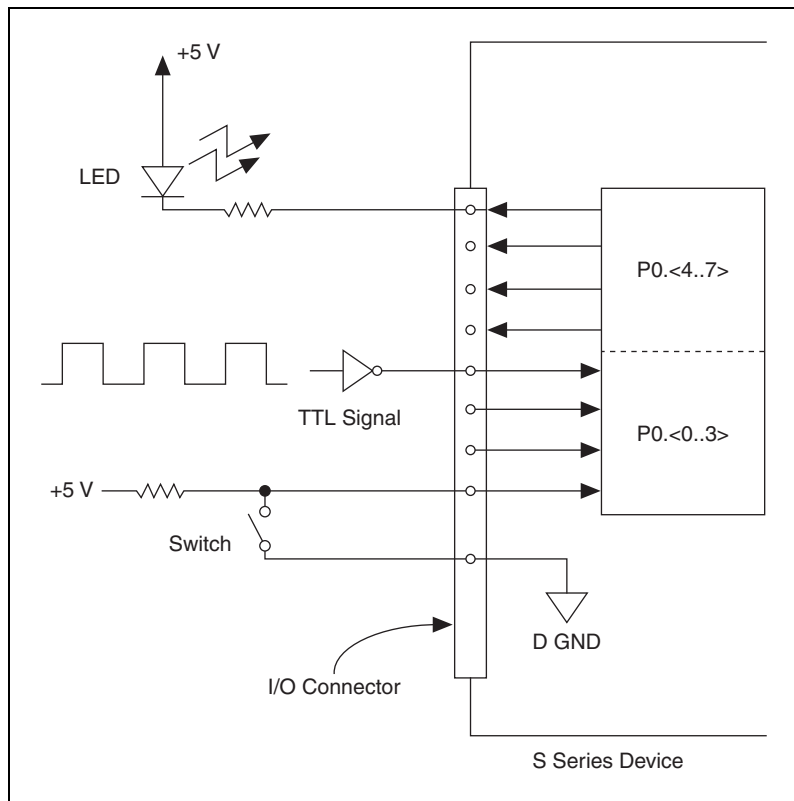 +5 V
LED
P0.<4..7>
TTL Signal
P0.<0..3>
+5 V
Switch
D GND
I/O Connector
S Series Device